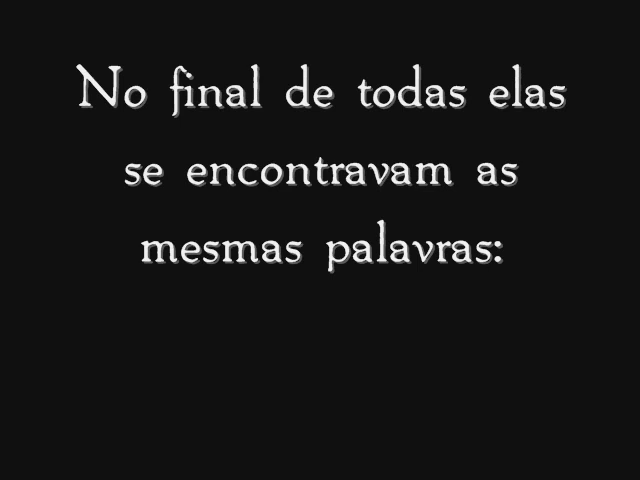 No final de todas elas
se encontravam as
mesmas palavras: